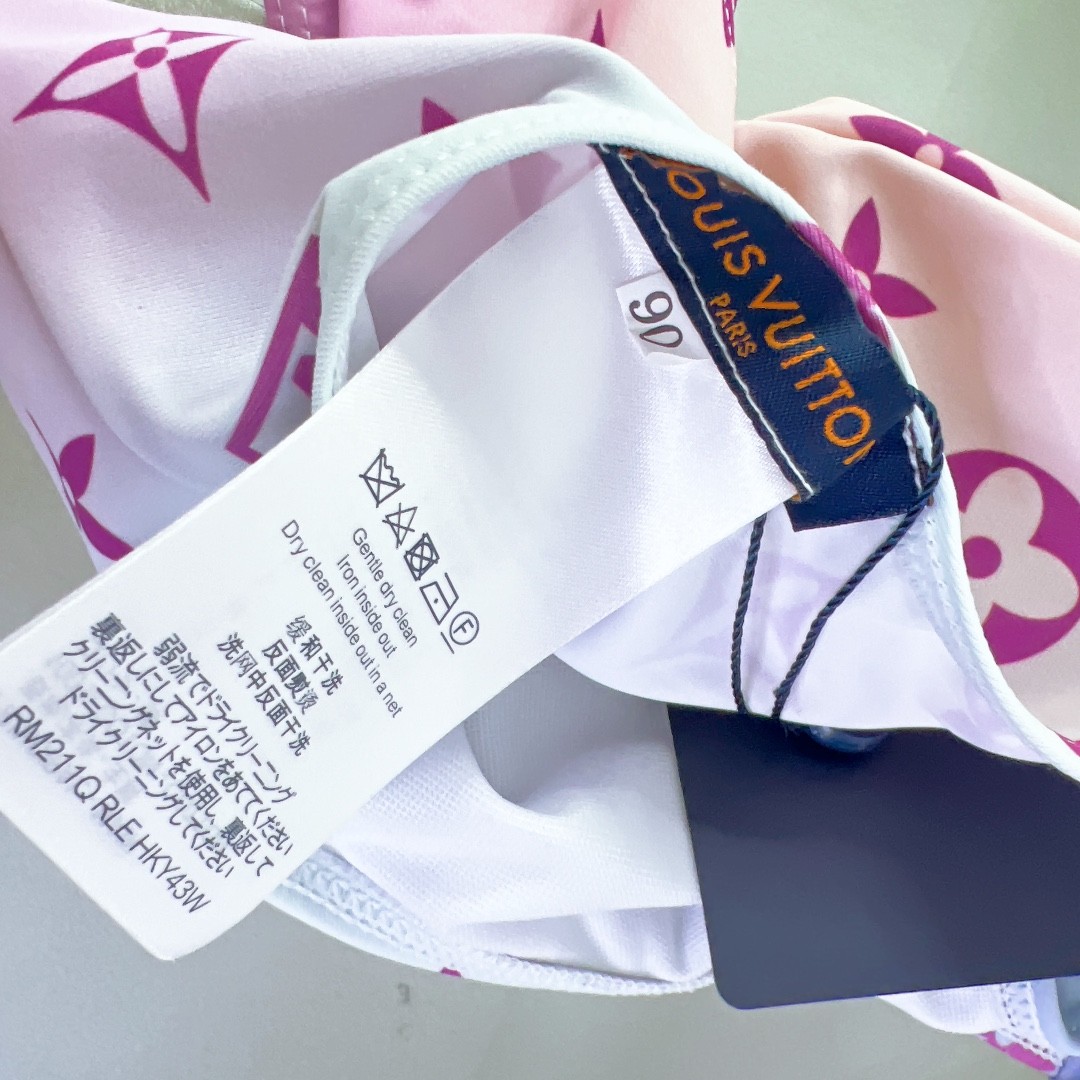 LOUIS VUITTON
PARIS
90
F
Gentle dry clean
Iron inside out
Dry clean inside out in a net
缓和干洗
反面熨烫
洗网中反面干洗
弱流でドライクリーニング
裏返しにしてアイロンをあててください
クリーニングネットを使用し、裏返して
ドライクリーニングしてください
RM211Q RLE HKY43W